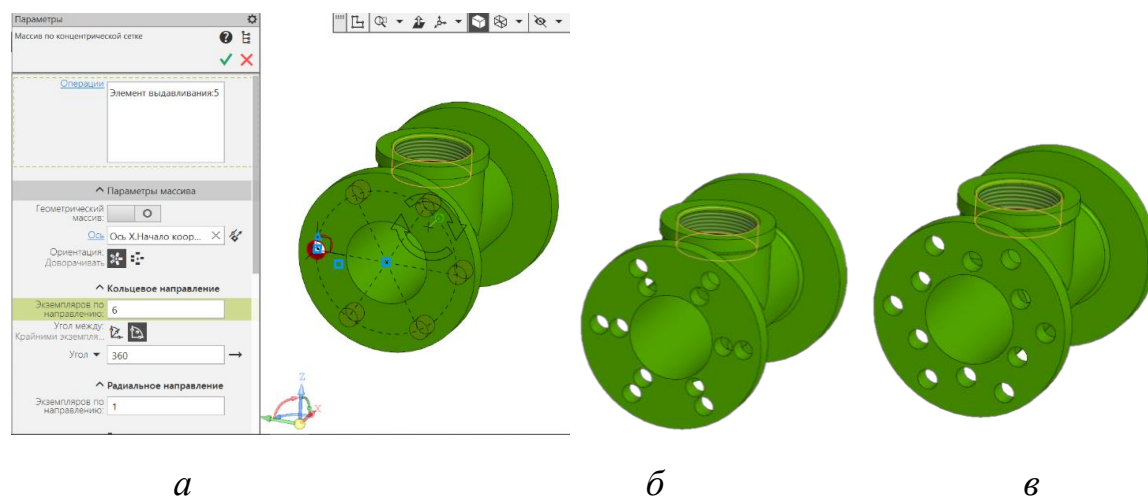 Параметры
Массив по концентрической сетке
Операции
Элемент выдавливания:5
Параметры массива
Геометрический
массив:
Ось
Ось X.Начало коор...
Ориентация:
Доворачивать
Кольцевое направление
Экземпляров по
направлению:
6
Угол между:
Крайними экземпля...
Угол
360
Радиальное направление
Экземпляров по
направлению:
1
Z
X
а
б
в